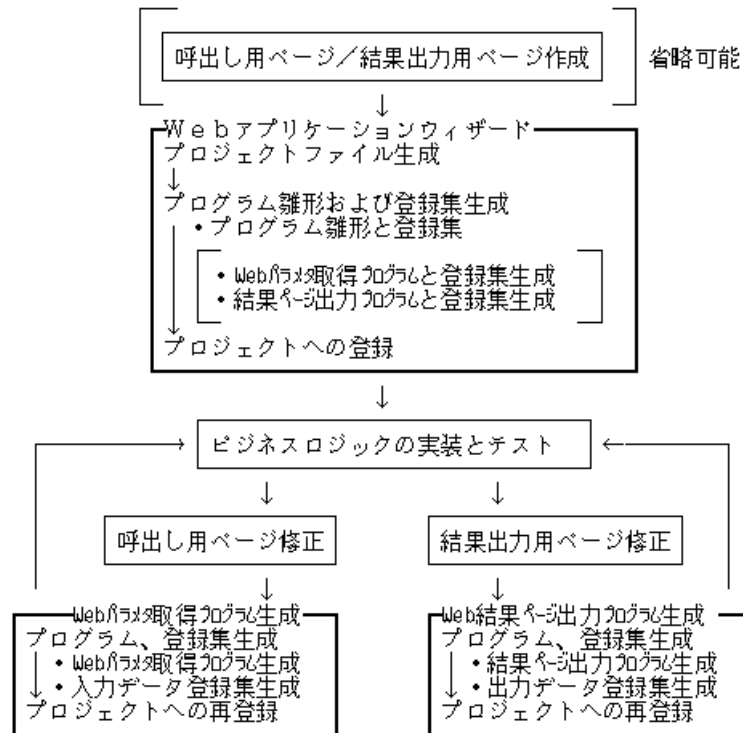 呼出し用ページ／結果出力用ページ作成
省略可能
Ｗｅｂアプリケーションウィザード
プロジェクトファイル生成
プログラム雛形および登録集生成
・プログラム雛形と登録集
・Webﾊﾟﾗﾒﾀ取得ﾌﾟﾛｸﾞﾗﾑと登録集生成
・結果ﾍﾟｰｼﾞ出力ﾌﾟﾛｸﾞﾗﾑと登録集生成
プロジェクトへの登録
ビジネスロジックの実装とテスト
呼出し用ページ修正
結果出力用ページ修正
Webﾊﾟﾗﾒﾀ取得ﾌﾟﾛｸﾞﾗﾑ生成
プログラム、登録集生成
・Webﾊﾟﾗﾒﾀ取得ﾌﾟﾛｸﾞﾗﾑ生成
・入力データ登録集生成
プロジェクトへの再登録
Web結果ﾍﾟｰｼﾞ出力ﾌﾟﾛｸﾞﾗﾑ生成
プログラム、登録集生成
・結果ﾍﾟｰｼﾞ出力ﾌﾟﾛｸﾞﾗﾑ生成
・出力データ登録集生成
プロジェクトへの再登録